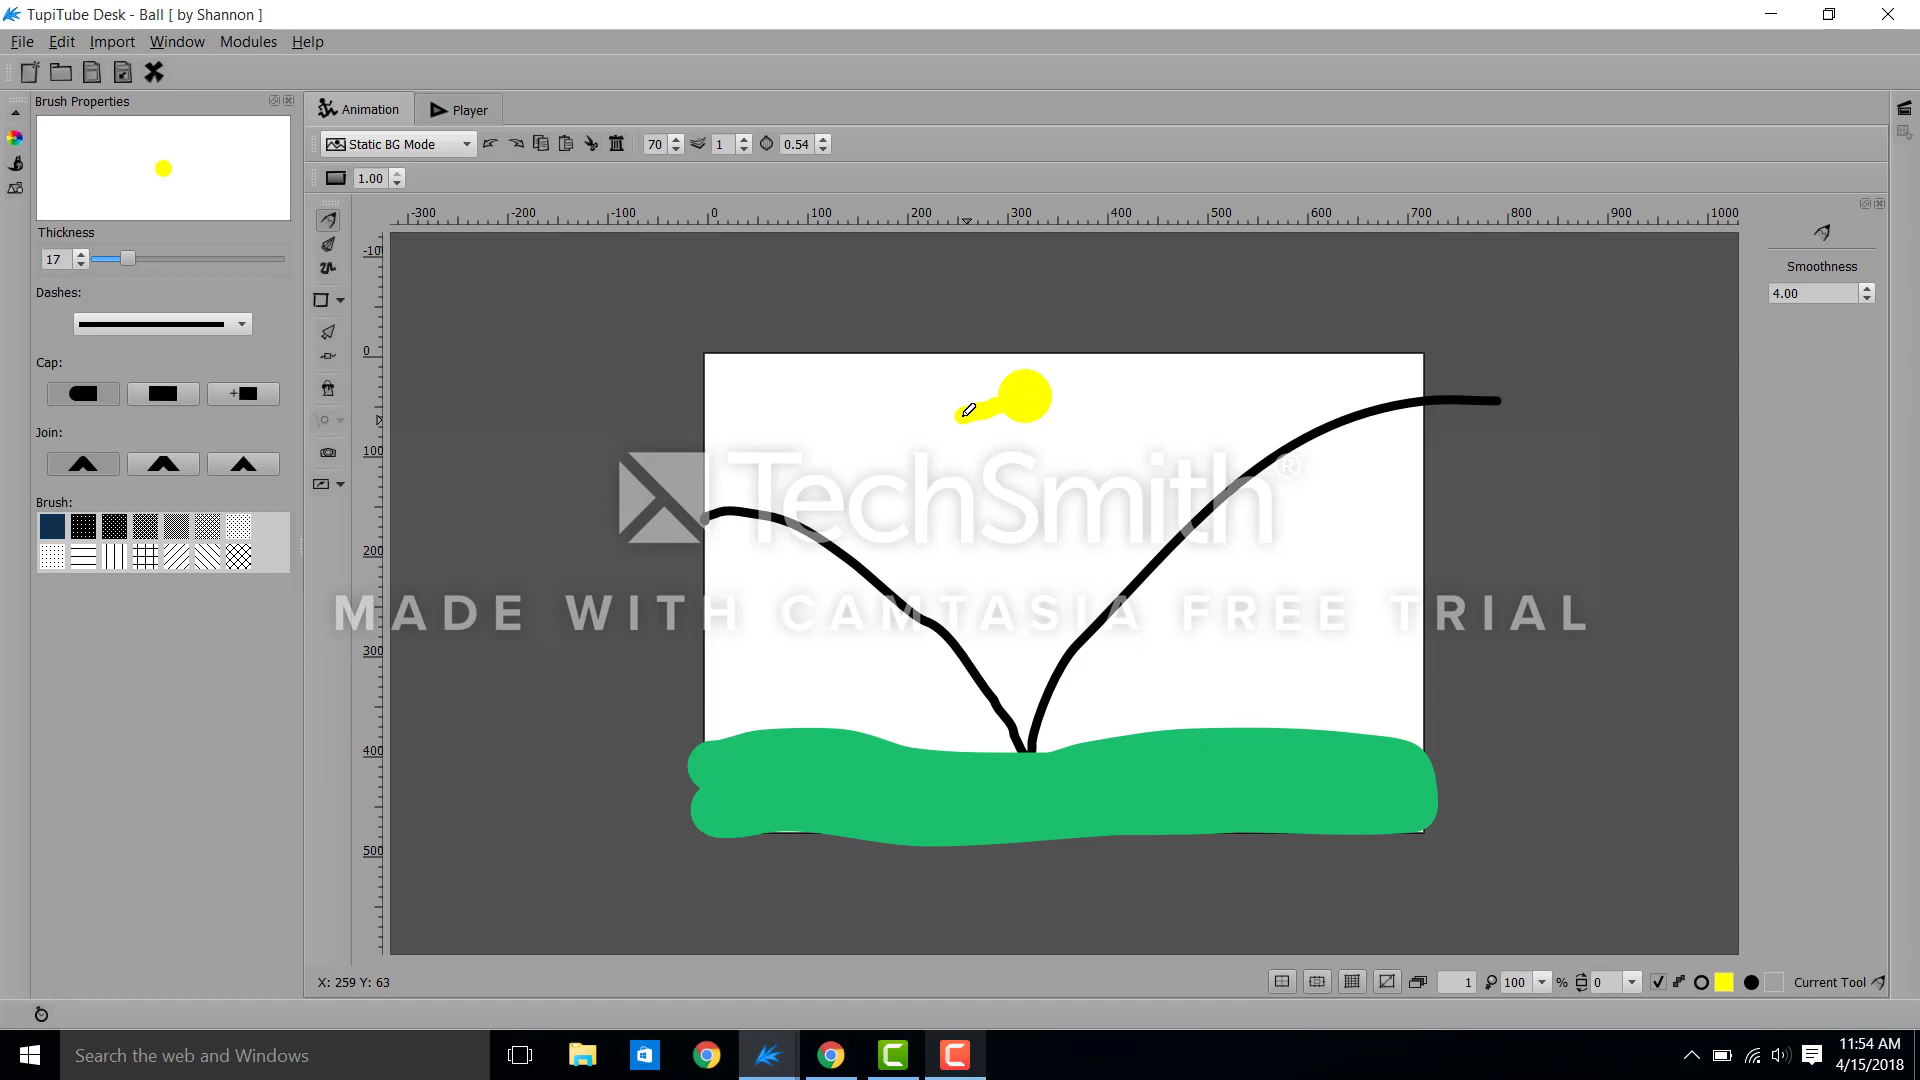 TupiTube Desk - Ball [ by Shannon ]
File Edit Import Window Modules Help
Brush Properties
Animation Player
Static BG Mode 70 1 0.54
1.00
-300 -200 -100 0 100 200 300 400 500 600 700 800 900 1000
-100
0
100
200
300
400
500
Thickness
17
Dashes:
Cap:
Join:
Brush:
Smoothness
4.00
TechSmith®
MADE WITH CAMTASIA FREE TRIAL
X: 259 Y: 63
1 100 % 0 Current Tool
Search the web and Windows
11:54 AM
4/15/2018